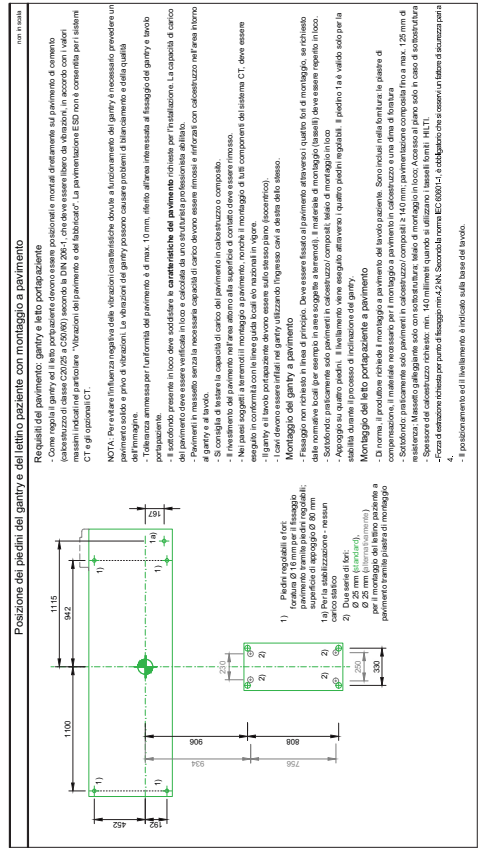 Posizione dei piedini del gantry e del lettino paziente con montaggio a pavimento
non in scala
Requisiti del pavimento: gantry e letto portapaziente
- Come regola il gantry ed il letto portpaziente devono essere posizionati e montati direttamente sul pavimento di cemento
(calcestruzzo di classe C20/25 a C50/60) secondo la DIN 206-1, che deve essere libero da vibrazioni, in accordo con i valori
massimi indicati nel particolare "Vibrazioni del pavimento e del fabbricato". La pavimentazione ESD non è consentita per i sistemi
CT e gli opzionali CT.
NOTA: Per evitare l'influenza negativa delle vibrazioni caratteristiche dovute a funzionamento del gantry è necessario prevedere un
pavimento solido e privo di vibrazioni. Le vibrazioni del gantry possono causare problemi di bilanciamento e della qualità
dell'immagine.
- Tolleranza ammessa per l'uniformità del pavimento è di max. 10 mm, riferito all'area interessata al fissaggio del gantry e tavolo
portapaziente.
- Il sottofondo presente in loco deve soddisfare le caratteristiche del pavimento richieste per l'installazione. La capacità di carico
del pavimento deve essere verificata in loco e calcolata da uno strutturista professionista abilitato.
- Pavimenti in massetto senza la necessaria capacità di carico devono essere rimossi e rinforzati con calcestruzzo nell'area intorno
al gantry e al tavolo.
- Si consiglia di testare la capacità di carico del pavimento in calcestruzzo o composito.
- Il rivestimento del pavimento nell'area attorno alla superficie di contatto deve essere rimosso.
- Nei paesi soggetti a terremoti il montaggio a pavimento, nonché il montaggio di tutti componenti del sistema CT, deve essere
eseguito in conformità con le linee guida locali e/o nazionali in vigore.
- Il gantry e il tavolo portapaziente devono essere sullo stesso piano (isocentrico).
- I cavi devono essere infilati nel gantry utilizzando l'ingresso cavi a destra dello stesso.
Montaggio del gantry a pavimento
- Fissaggio non richiesto in linea di principio. Deve essere fissato al pavimento attraverso i quattro fori di montaggio, se richiesto
dalle normative locali (per esempio in aree soggette a terremoti). Il materiale di montaggio (tasselli) deve essere reperito in loco.
- Sottofondo: praticamente solo pavimenti in calcestruzzo/ compositi; telaio di montaggio in loco
- Appoggio su quattro piedini. Il livellamento viene eseguito attraverso i quattro piedini regolabili. Il piedino 1a è valido solo per la
stabilità durante il processo di inclinazione del gantry.
Montaggio del letto portapaziente a pavimento
- Di norma, il produttore richiede il montaggio a pavimento del tavolo paziente. Sono inclusi nella fornitura: le piastre di
compensazione il materiale necessario per il montaggio a pavimento in calcestruzzo e una dima di foratura
- Sottofondo: praticamente solo pavimenti in calcestruzzo/ compositi ≥ 140 mm; pavimentazione composita fino a max. 125 mm di
resistenza; Massetto galleggiante solo con sottostruttura; telaio di montaggio in loco; Accesso al piano solo in caso di sottostruttura
- Spessore del calcestruzzo richiesto: min. 140 millimetri quando si utilizzano i tasselli forniti HILTI.
- Forza di estrazione richiesta per punto di fissaggio min.4.2 kN. Secondo la norme IEC 60601-1, è obbligatorio che si osservi un fattore di sicurezza pari a
4.
- Il posizionamento ed il livellamento è indicato sulla base del tavolo.
1115
942
1100
167
452
192
1)
1)
1)
1)
1a)
906
934
808
756
230
2)
2)
2)
2)
250
330
1) Piedini regolabili e fori:
foratura Ø 16 mm per il fissaggio
pavimento tramite piedini regolabili;
superficie di appoggio Ø 80 mm
1a) Per la stabilizzazione - nessun
carico statico
2) Due serie di fori:
Ø 25 mm (standard),
Ø 25 mm (alternativamente)
per il montaggio del lettino paziente a
pavimento tramite piastra di montaggio